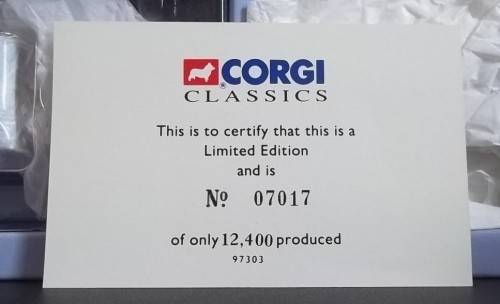 CORGI
CLASSICS
This is to certify that this is a
Limited Edition
and is
Nº 07017
of only 12,400 produced
97303